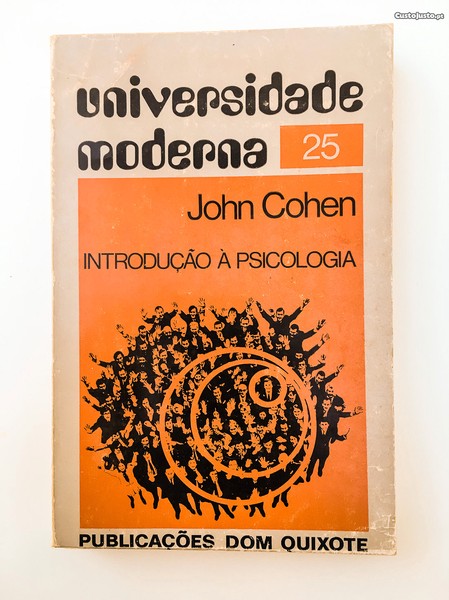 CustoJusto.pt
universidade
moderna 25
John Cohen
INTRODUÇÃO À PSICOLOGIA
PUBLICAÇÕES DOM QUIXOTE